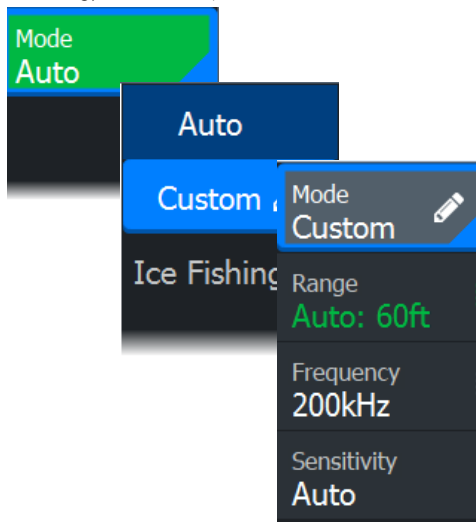 Mode
Auto
Auto
Custom
Ice Fishing
Mode
Custom
Range
Auto: 60ft
Frequency
200kHz
Sensitivity
Auto